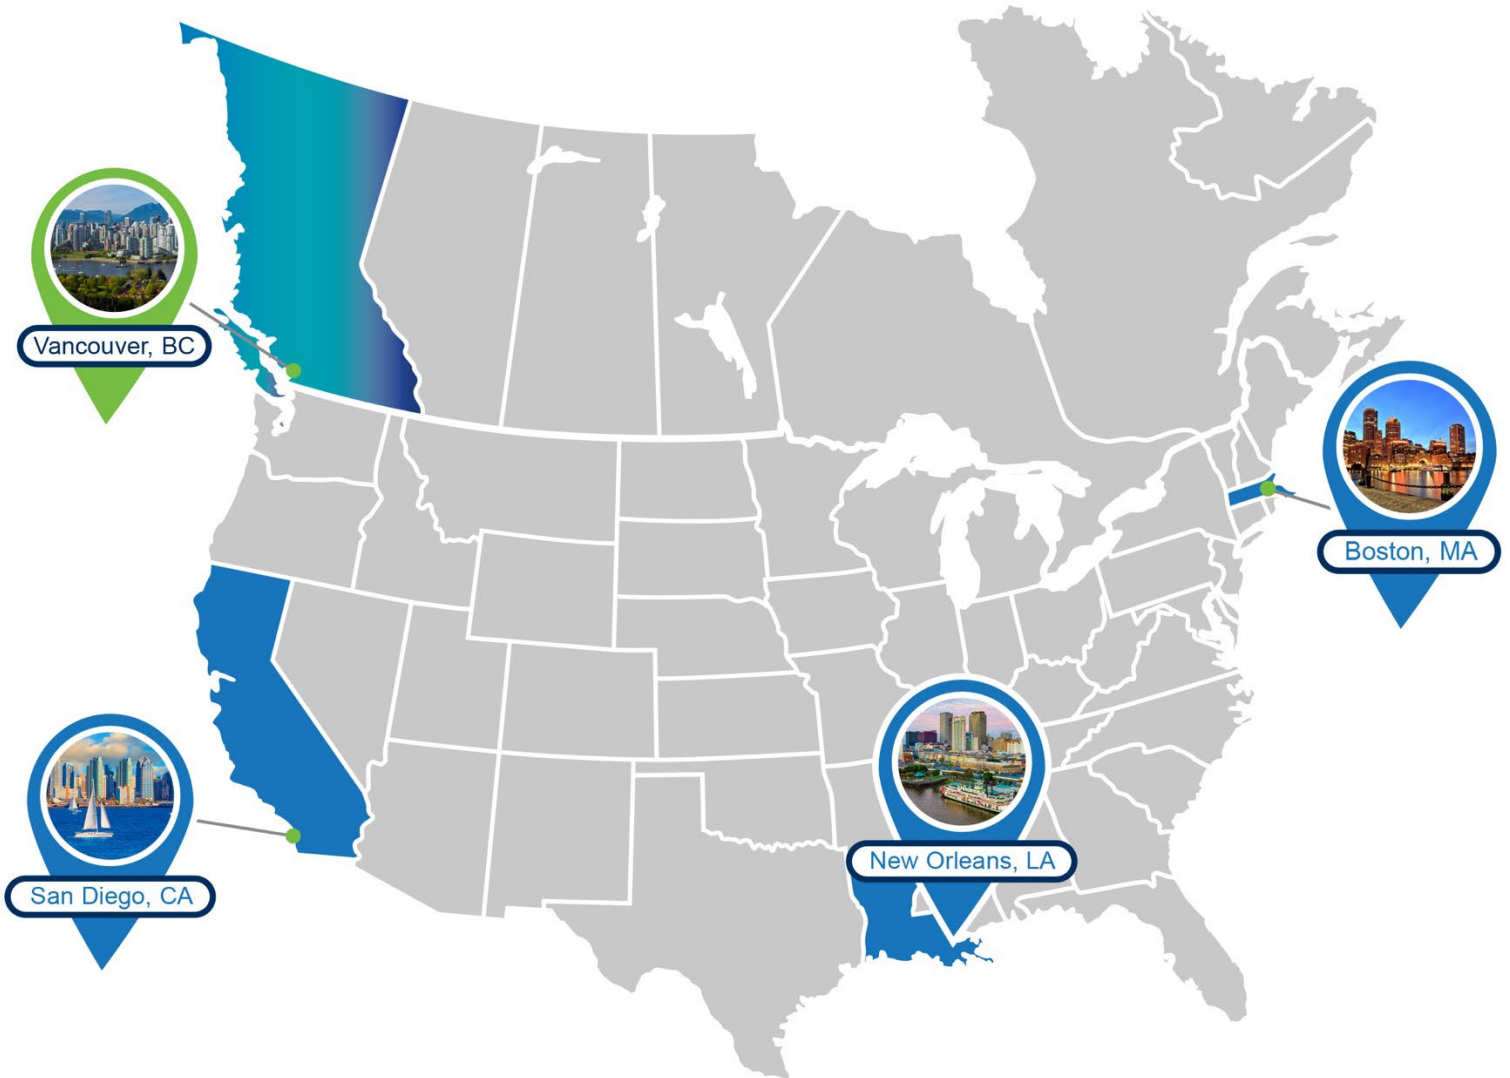 Vancouver, BC
Boston, MA
New Orleans, LA
San Diego, CA